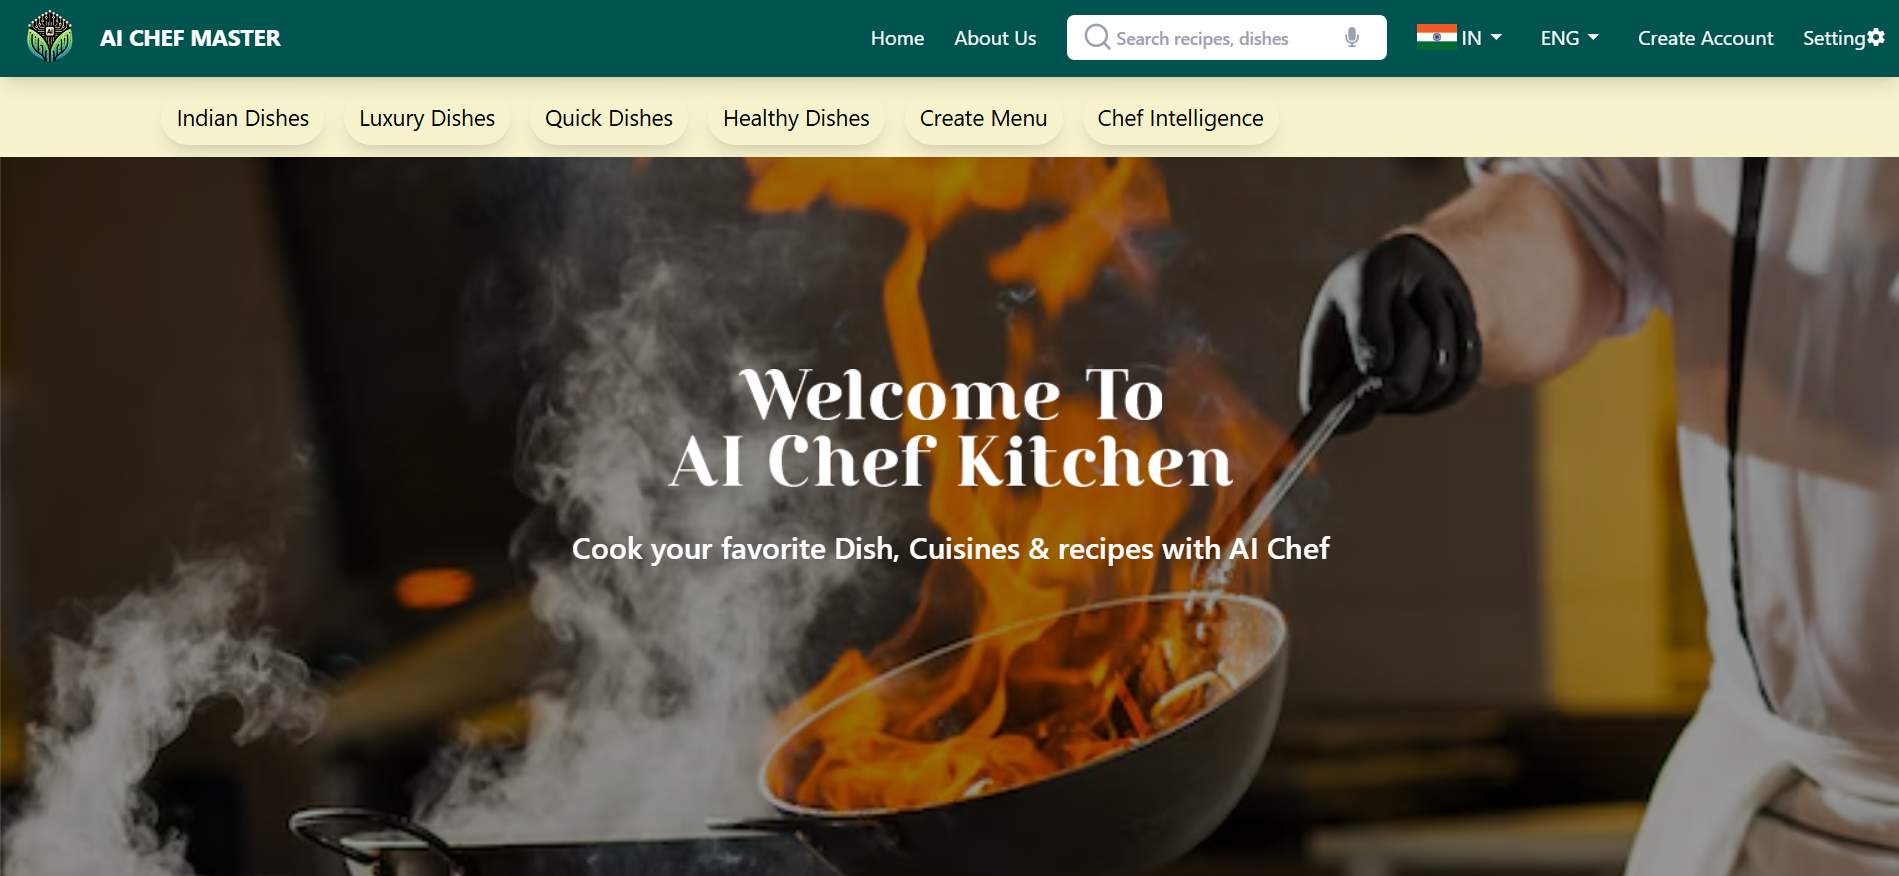 AI CHEF MASTER
Home
About Us
Search recipes, dishes
IN
ENG
Create Account
Setting
Indian Dishes
Luxury Dishes
Quick Dishes
Healthy Dishes
Create Menu
Chef Intelligence
Welcome To
AI Chef Kitchen
Cook your favorite Dish, Cuisines & recipes with AI Chef